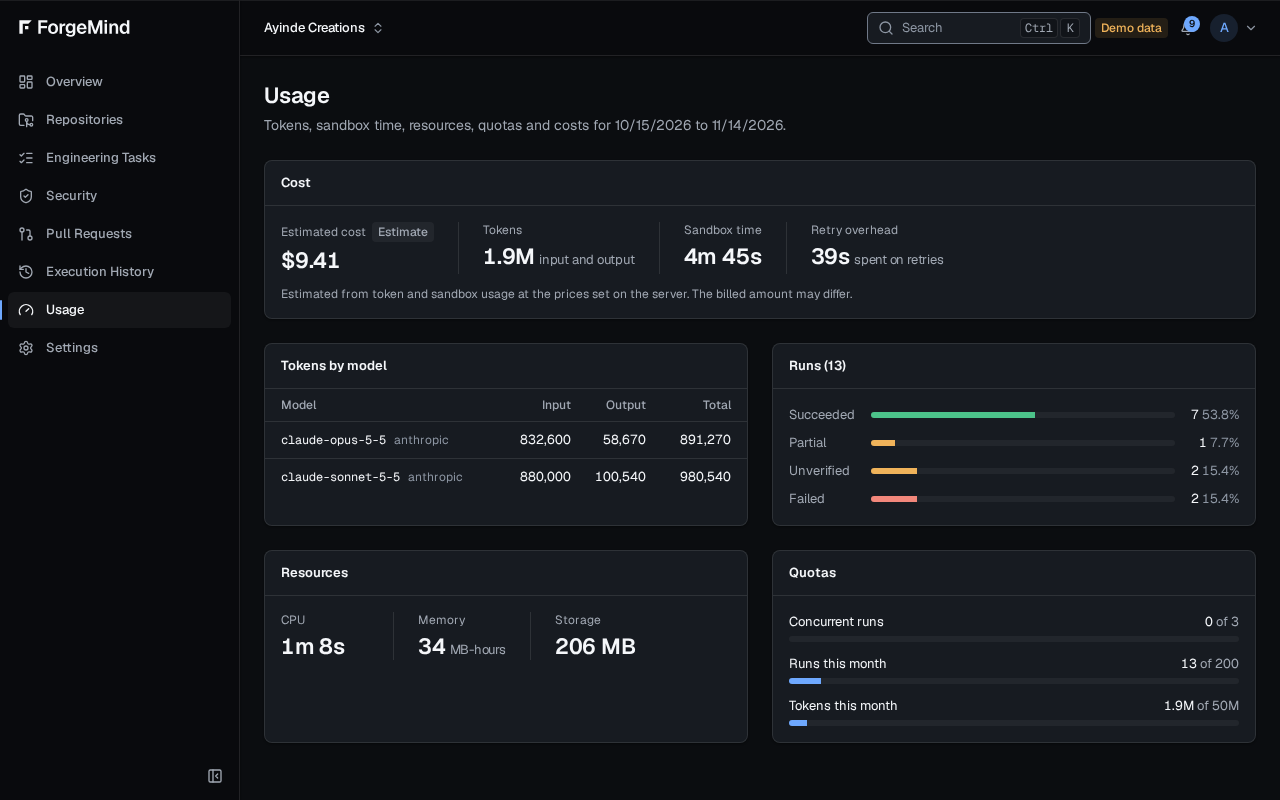 ForgeMind
Ayinde Creations
Search Ctrl K
Demo data
9
A
Overview
Repositories
Engineering Tasks
Security
Pull Requests
Execution History
Usage
Settings
Usage
Tokens, sandbox time, resources, quotas and costs for 10/15/2026 to 11/14/2026.
Cost
Estimated cost Estimate
$9.41
Tokens
1.9M input and output
Sandbox time
4m 45s
Retry overhead
39s spent on retries
Estimated from token and sandbox usage at the prices set on the server. The billed amount may differ.
Tokens by model
Model Input Output Total
claude-opus-5-5 anthropic 832,600 58,670 891,270
claude-sonnet-5-5 anthropic 880,000 100,540 980,540
Runs (13)
Succeeded 7 53.8%
Partial 1 7.7%
Unverified 2 15.4%
Failed 2 15.4%
Resources
CPU
1m 8s
Memory
34 MB-hours
Storage
206 MB
Quotas
Concurrent runs 0 of 3
Runs this month 13 of 200
Tokens this month 1.9M of 50M